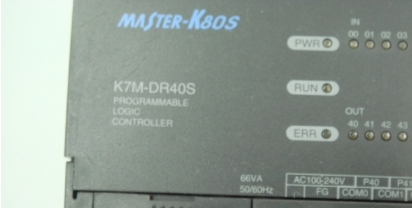 MASTER-K80S
IN
00 01 02 03
PWR
K7M-DR40S
RUN
PROGRAMMABLE
LOGIC
CONTROLLER
OUT
40 41 42 43
ERR
66VA
50/60Hz
AC100-240V P40 P41
FG COM0 COM1